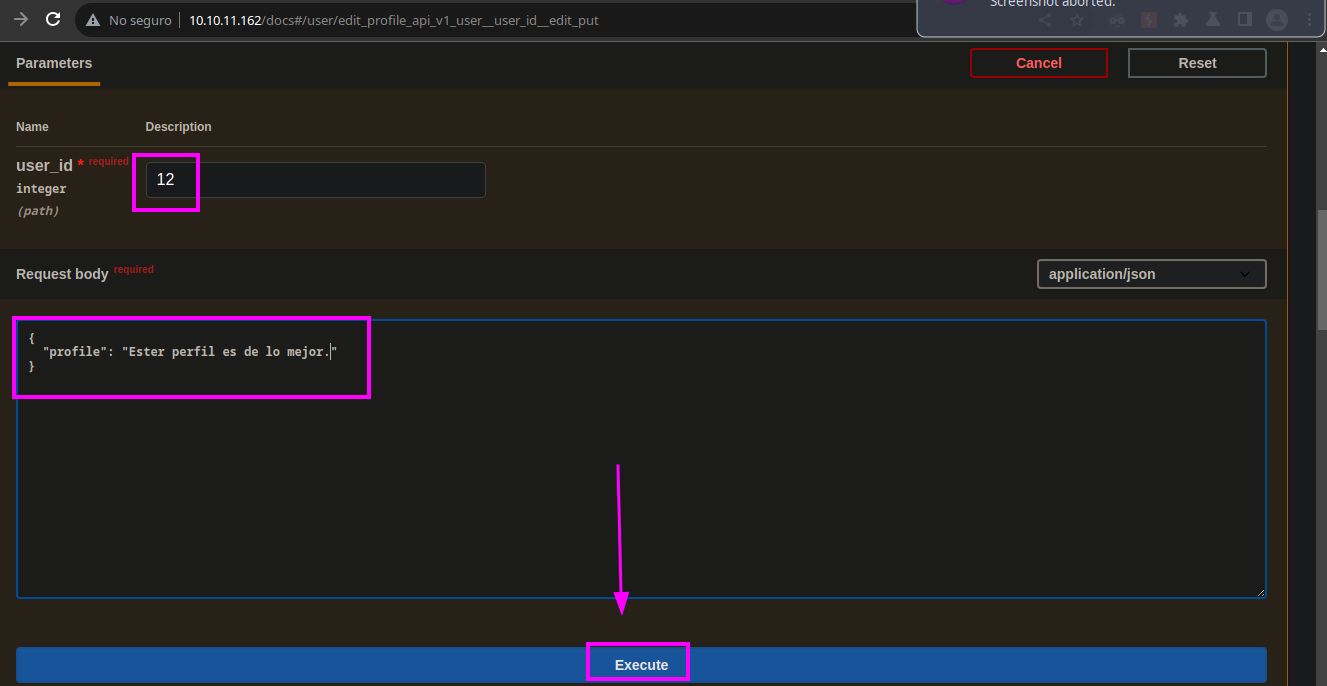 Screenshot aborted.
No seguro 10.10.11.162/docs#/user/edit_profile_api_v1_user__user_id__edit_put
Parameters
Cancel
Reset
Name
Description
user_id * required
integer
(path)
12
Request body required
application/json
{
"profile": "Ester perfil es de lo mejor."
}
Execute